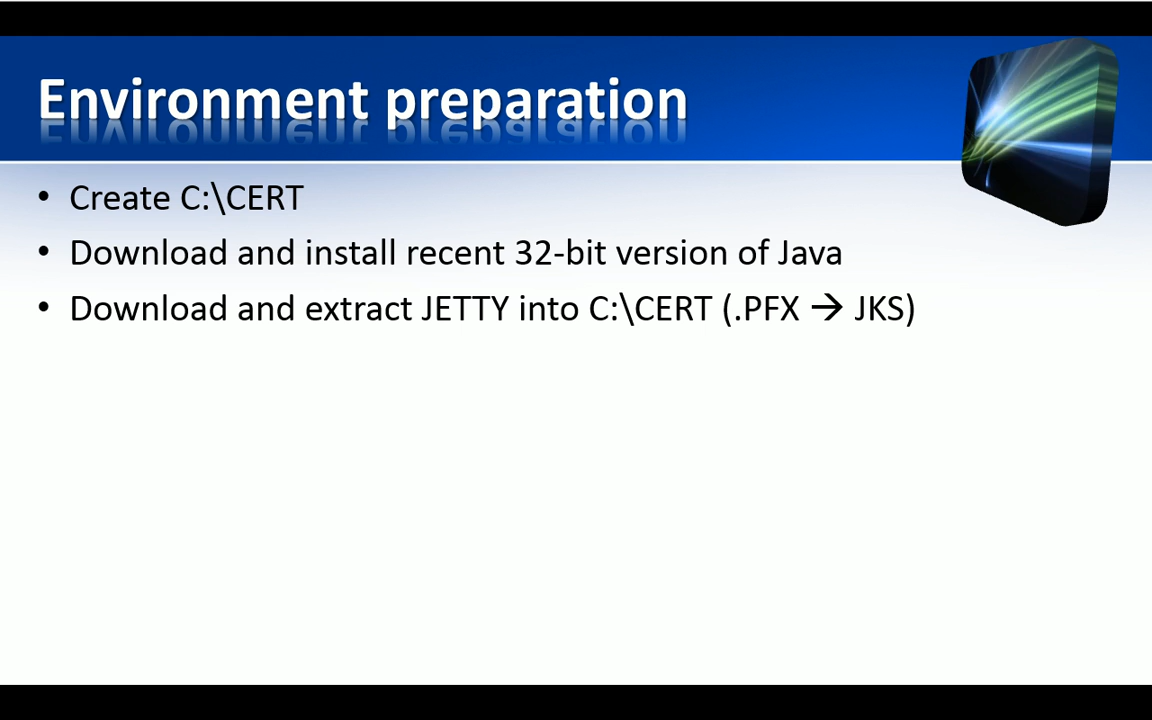 Environment preparation
• Create C:\CERT
• Download and install recent 32-bit version of Java
• Download and extract JETTY into C:\CERT (.PFX → JKS)